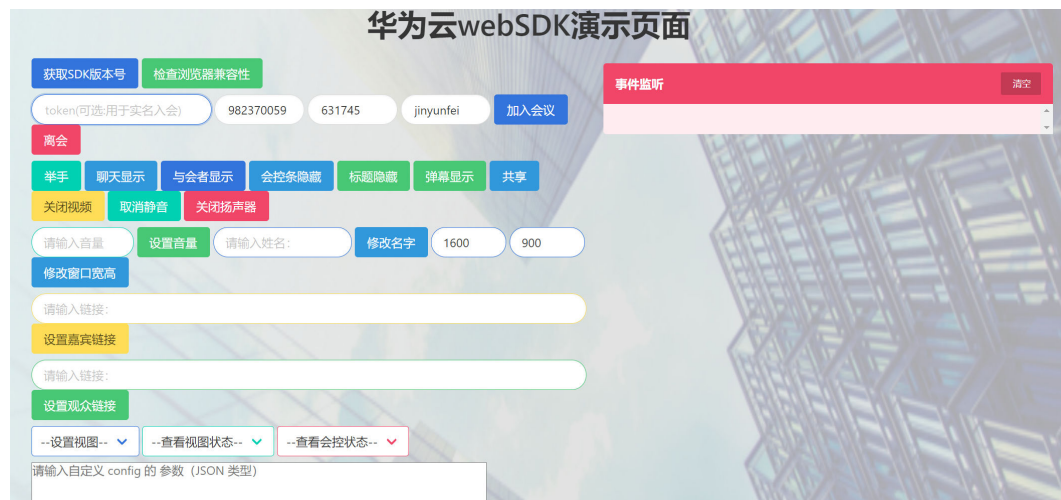 华为云webSDK演示页面
获取SDK版本号 检查浏览器兼容性
token(可选:用于实名入会) 982370059 631745 jinyunfei 加入会议
离会
举手 聊天显示 与会者显示 会控条隐藏 标题隐藏 弹幕显示 共享
关闭视频 取消静音 关闭扬声器
请输入音量 设置音量 请输入姓名: 修改名字 1600 900
修改窗口宽高
请输入链接:
设置嘉宾链接
请输入链接:
设置观众链接
--设置视图-- --查看视图状态-- --查看会控状态--
请输入自定义 config 的 参数（JSON 类型）
事件监听 清空